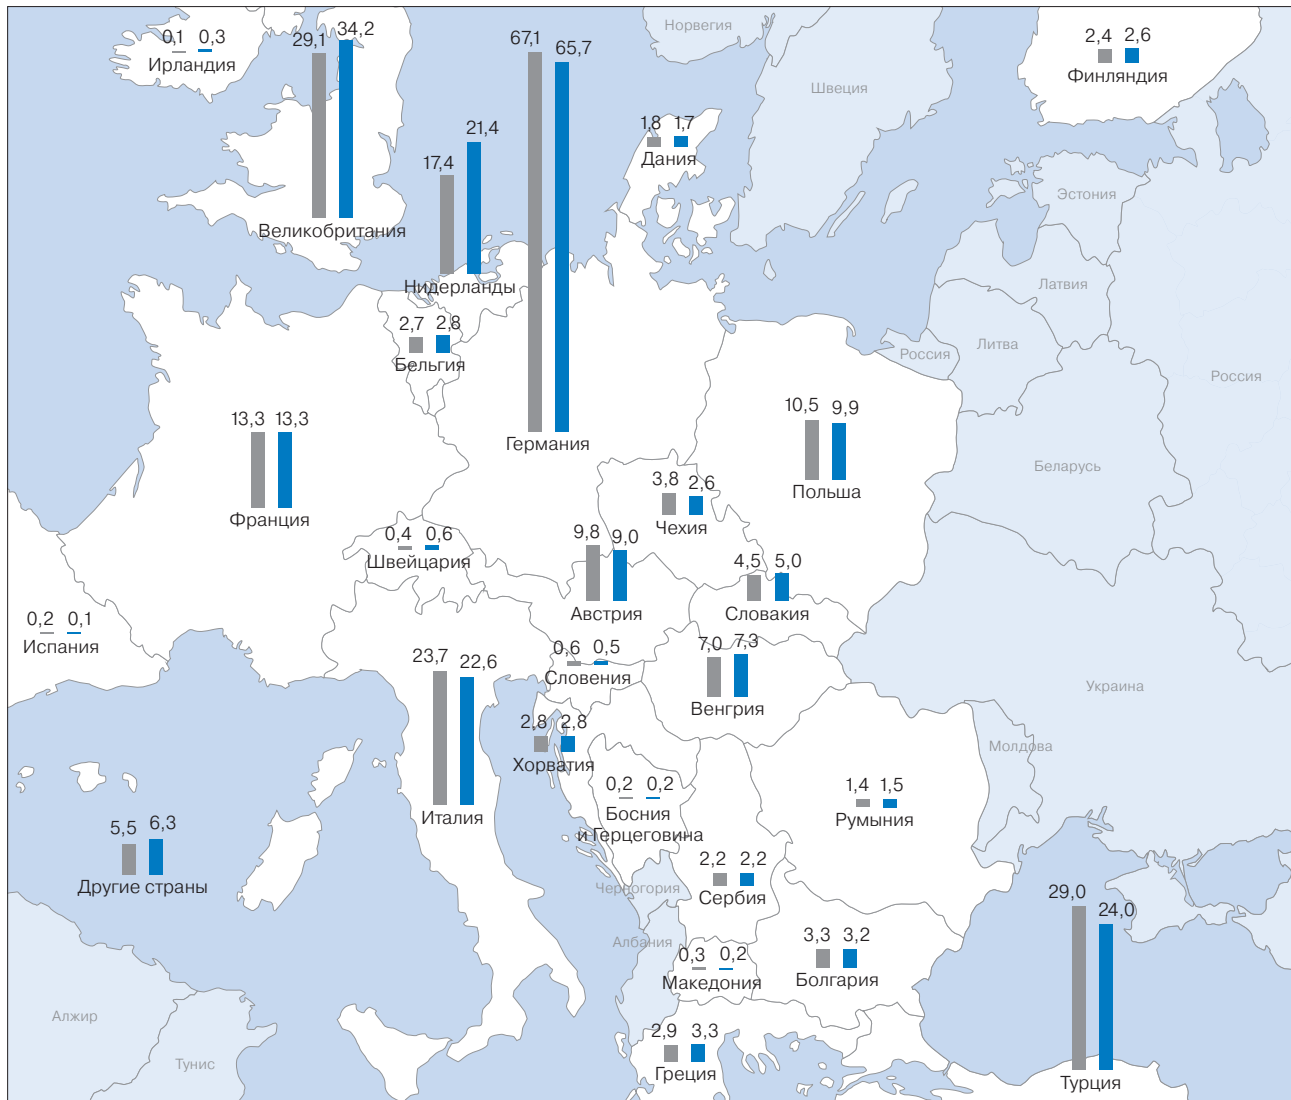 0,1 0,3
Ирландия
29,1 34,2
Великобритания
67,1 65,7
Германия
Норвегия
Швеция
2,4 2,6
Финляндия
1,8 1,7
Дания
17,4 21,4
Нидерланды
Эстония
Латвия
Литва
Россия
Россия
2,7 2,8
Бельгия
13,3 13,3
Франция
10,5 9,9
Польша
Беларусь
3,8 2,6
Чехия
0,4 0,6
Швейцария
9,8 9,0
Австрия
4,5 5,0
Словакия
0,2 0,1
Испания
23,7 22,6
Италия
0,6 0,5
Словения
7,0 7,3
Венгрия
Украина
2,8 2,8
Хорватия
Молдова
0,2 0,2
Босния
и Герцеговина
1,4 1,5
Румыния
5,5 6,3
Другие страны
2,2 2,2
Сербия
Черногория
Албания
29,0 24,0
Турция
3,3 3,2
Болгария
0,3 0,2
Македония
Алжир
Тунис
2,9 3,3
Греция